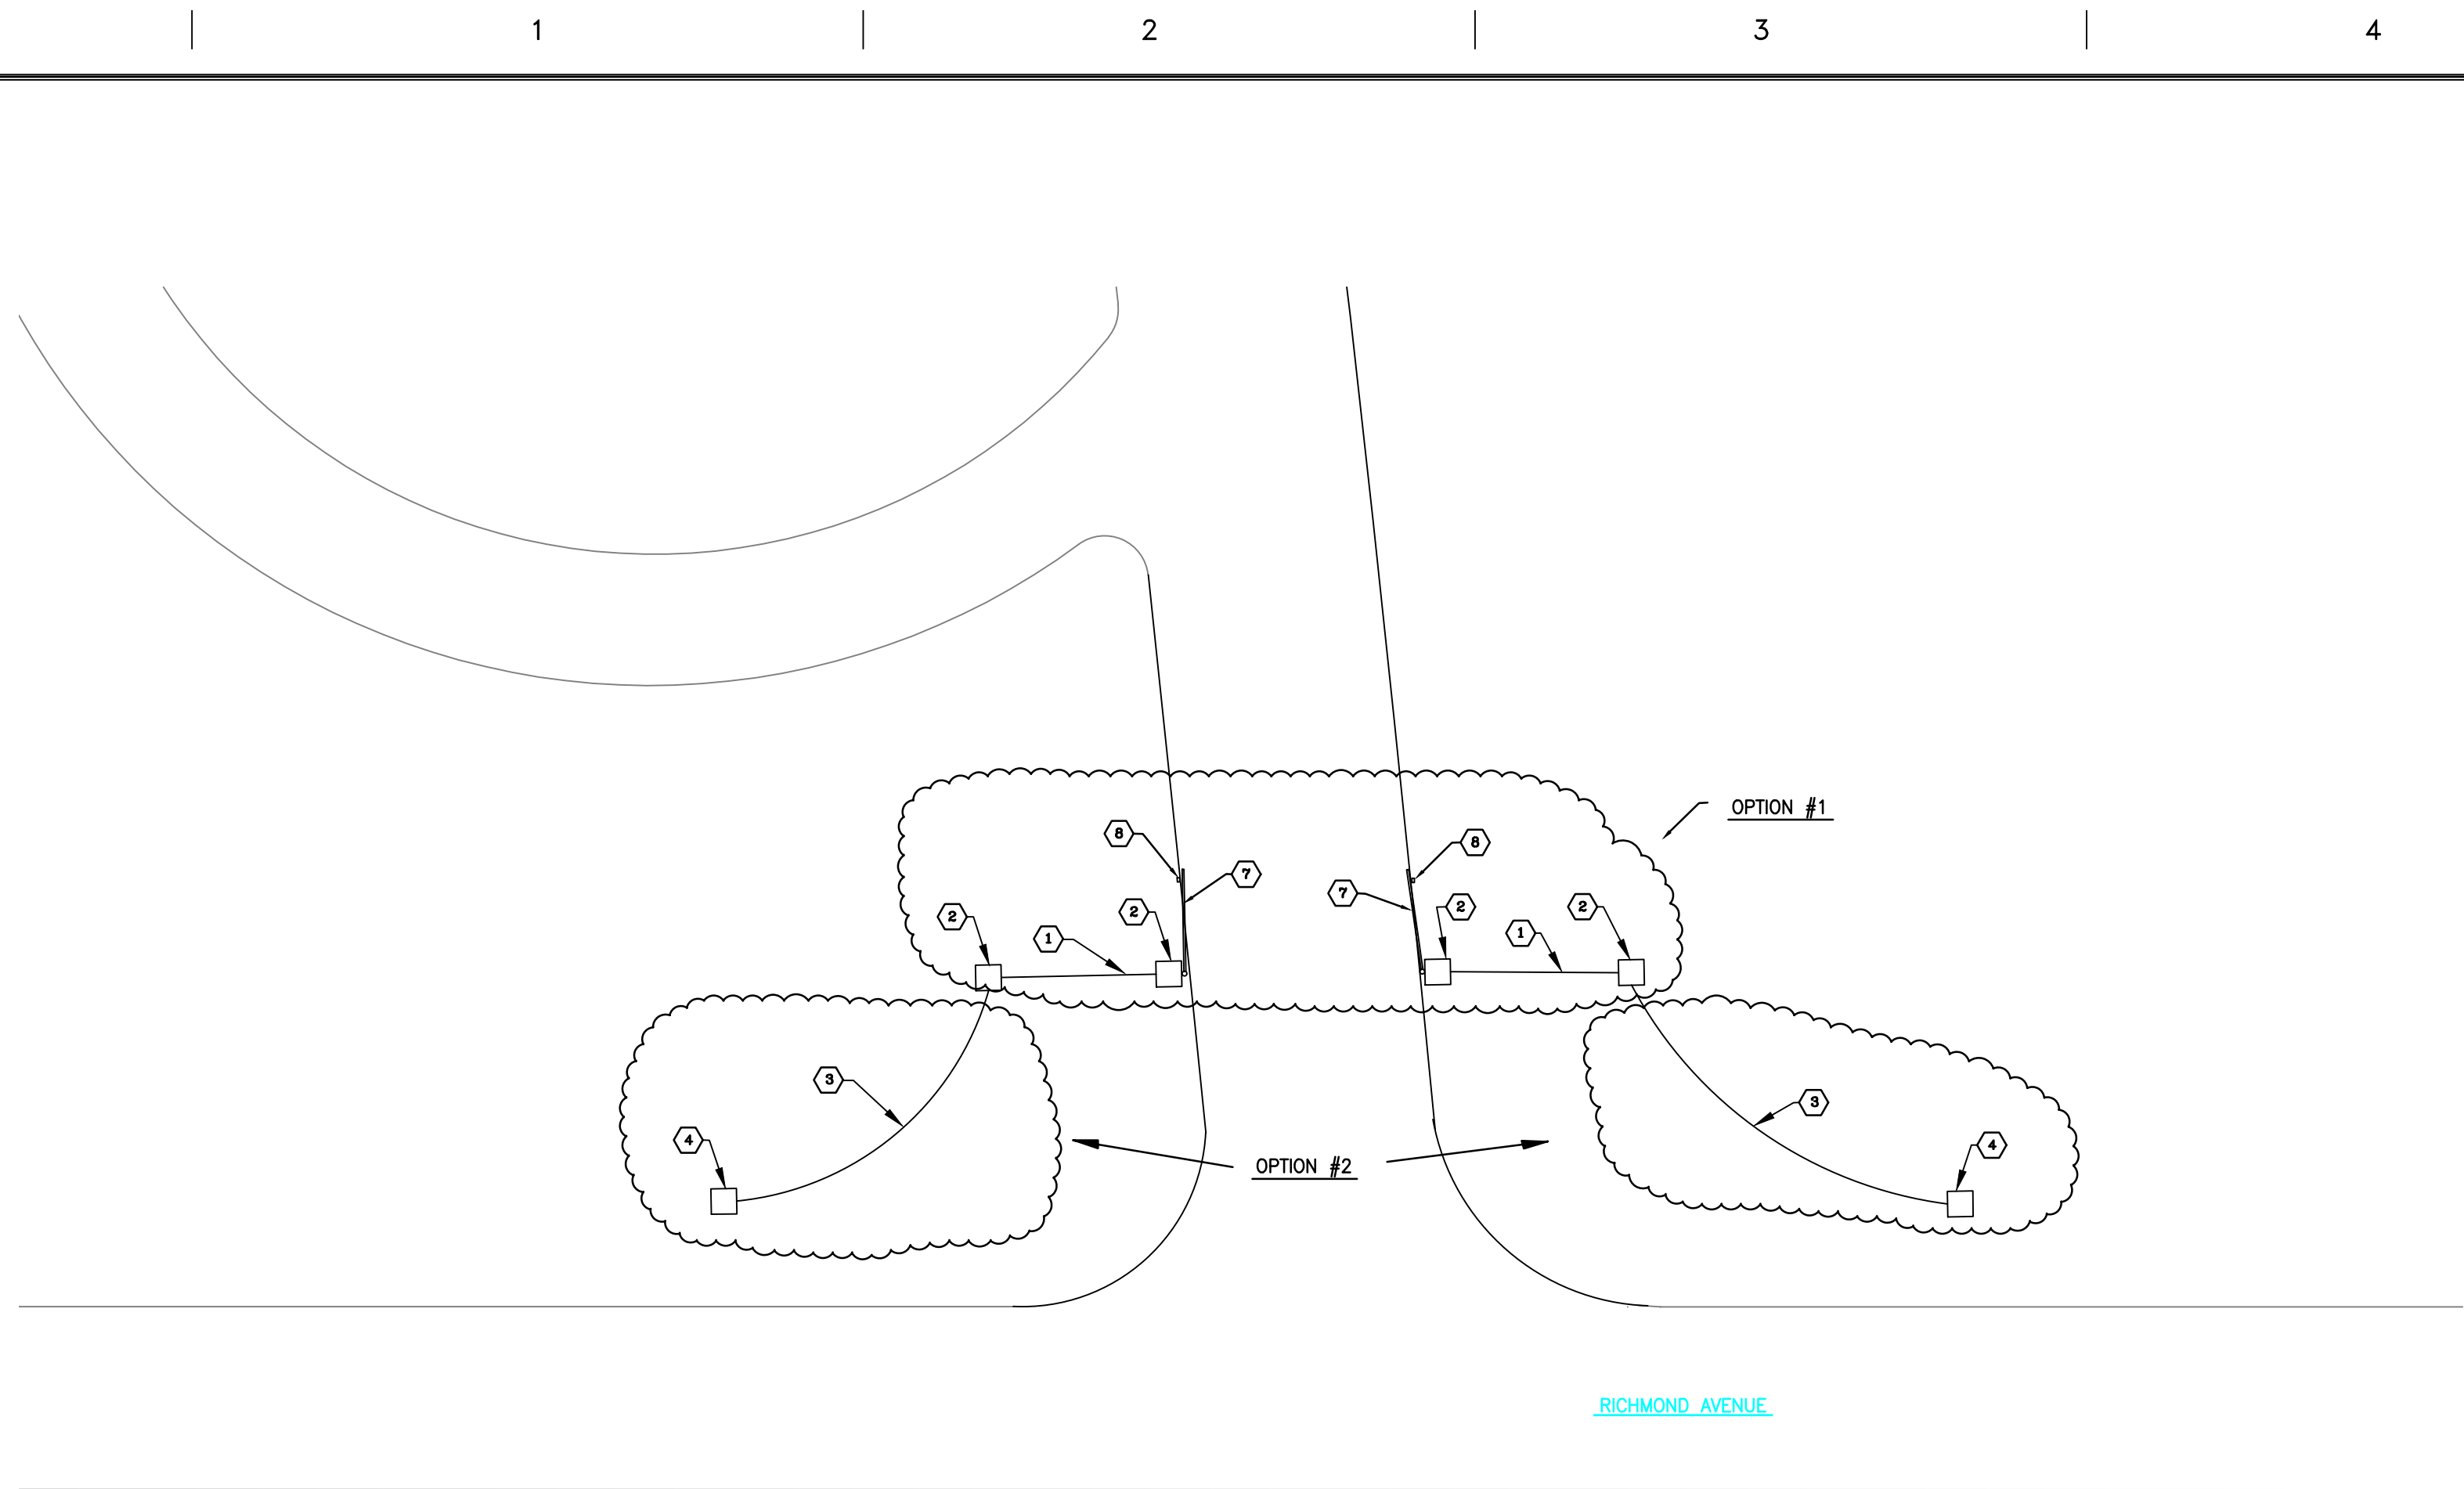 1 2 3 4
OPTION #1
8 8
7 7
2 2 2 2
1 1
3 3
4 4
OPTION #2
RICHMOND AVENUE